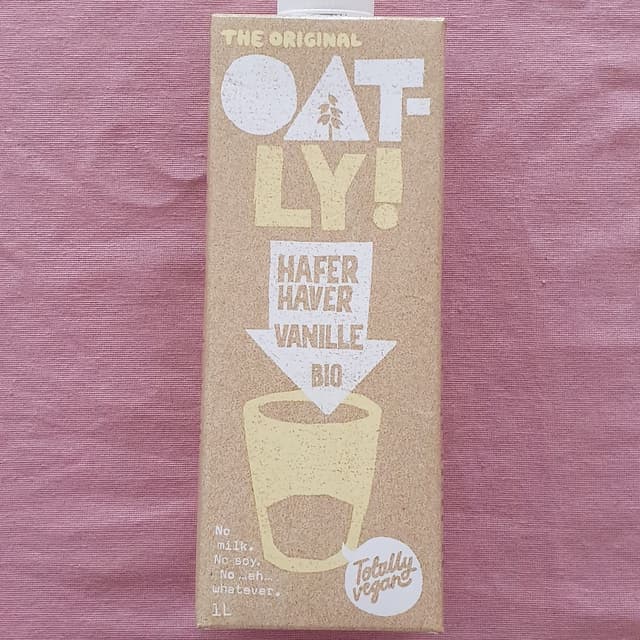 THE ORIGINAL
OAT-
LY!
HAFER
HAVER
VANILLE
BIO
No
milk.
No soy.
No …eh…
whatever.
1L
Totally
vegan